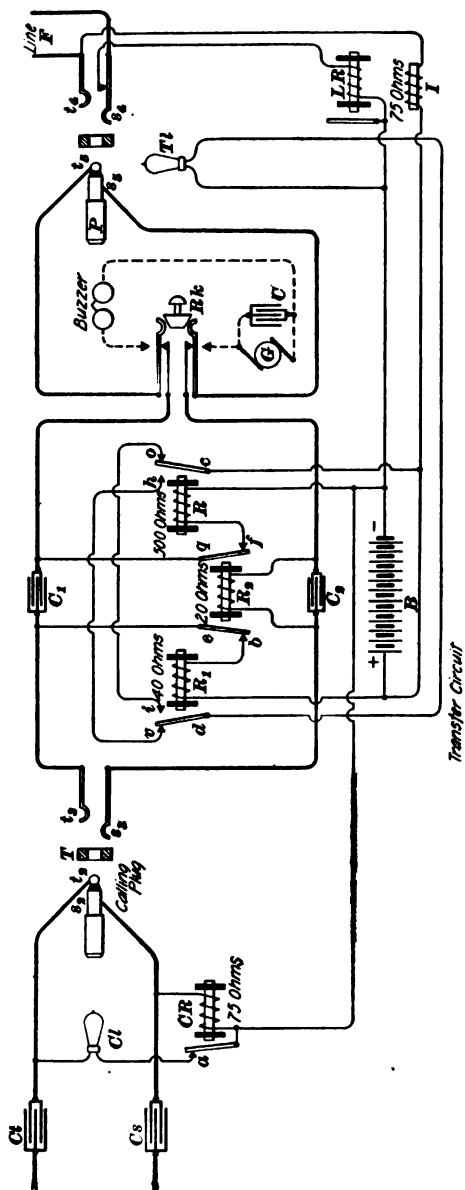 Ct
Cs
Cl
a
CR
75 Ohms
s2
t2
Calling Plug
T
t3
s3
v
i
d
40 Ohms
R1
e
b
C1
20 Ohms
R2
C2
q
f
500 Ohms
R
h
o
c
+
B
-
Buzzer
Rk
G
C
P
t5
s5
Tl
t4
s4
Line
F
LR
75 Ohms
I
Transfer Circuit